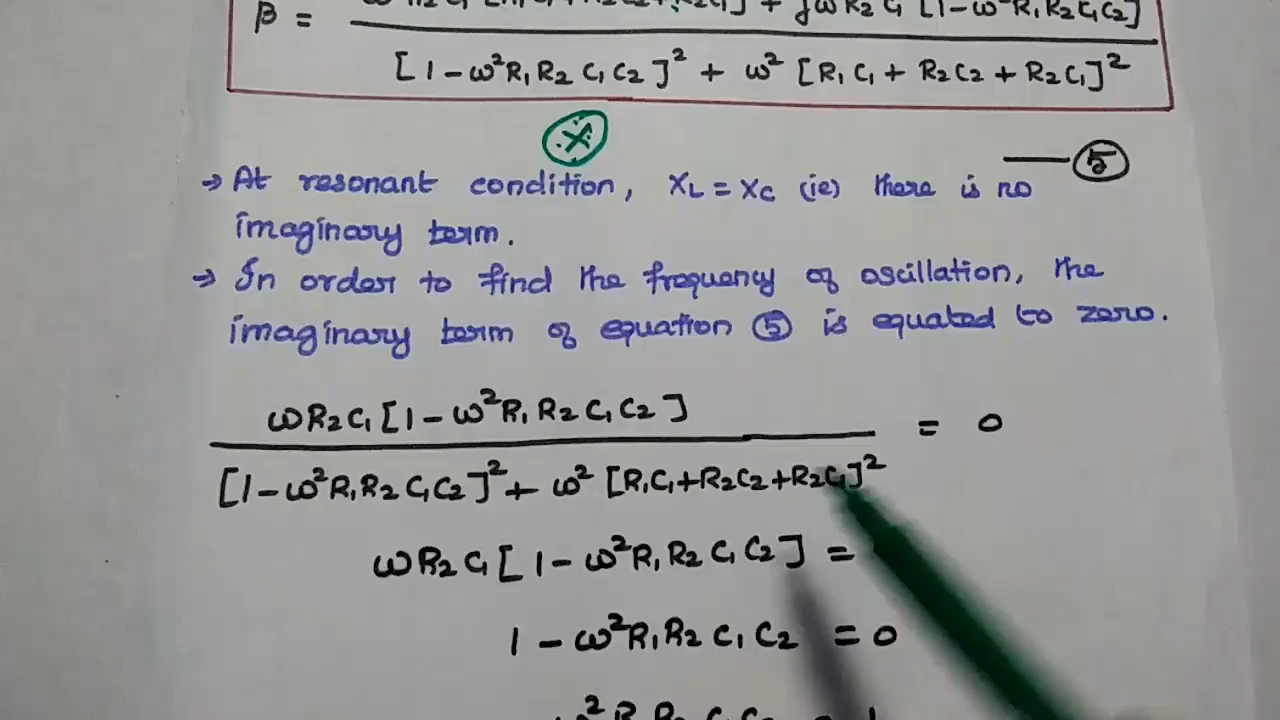 β =
[1 - ω²R₁R₂C₁C₂]² + ω² [R₁C₁ + R₂C₂ + R₂C₁]²
⑤
→ At resonant condition, X_L = X_C (ie) there is no
imaginary term.
→ In order to find the frequency of oscillation, the
imaginary term of equation ⑤ is equated to zero.
ωR₂C₁[1 - ω²R₁R₂C₁C₂] = 0
[1 - ω²R₁R₂C₁C₂]² + ω² [R₁C₁ + R₂C₂ + R₂C₁]²
ωR₂C₁[1 - ω²R₁R₂C₁C₂] =
1 - ω²R₁R₂C₁C₂ = 0